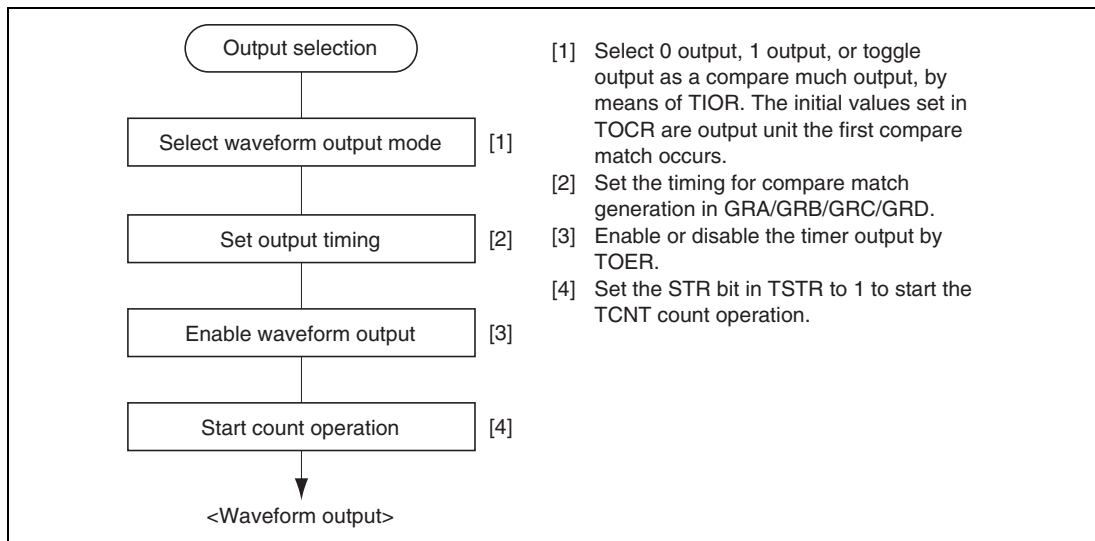 Output selection
Select waveform output mode
[1]
Set output timing
[2]
Enable waveform output
[3]
Start count operation
[4]
<Waveform output>
[1] Select 0 output, 1 output, or toggle
output as a compare much output, by
means of TIOR. The initial values set in
TOCR are output unit the first compare
match occurs.
[2] Set the timing for compare match
generation in GRA/GRB/GRC/GRD.
[3] Enable or disable the timer output by
TOER.
[4] Set the STR bit in TSTR to 1 to start the
TCNT count operation.